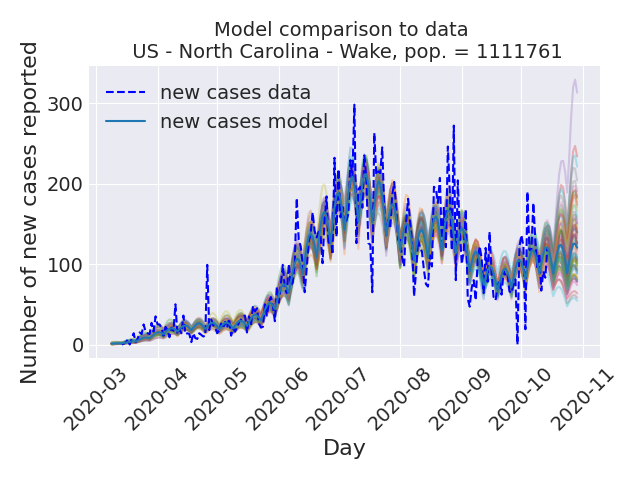 Model comparison to data
US - North Carolina - Wake, pop. = 1111761
Number of new cases reported
300
200
100
0
new cases data
new cases model
2020-03
2020-04
2020-05
2020-06
2020-07
2020-08
2020-09
2020-10
2020-11
Day